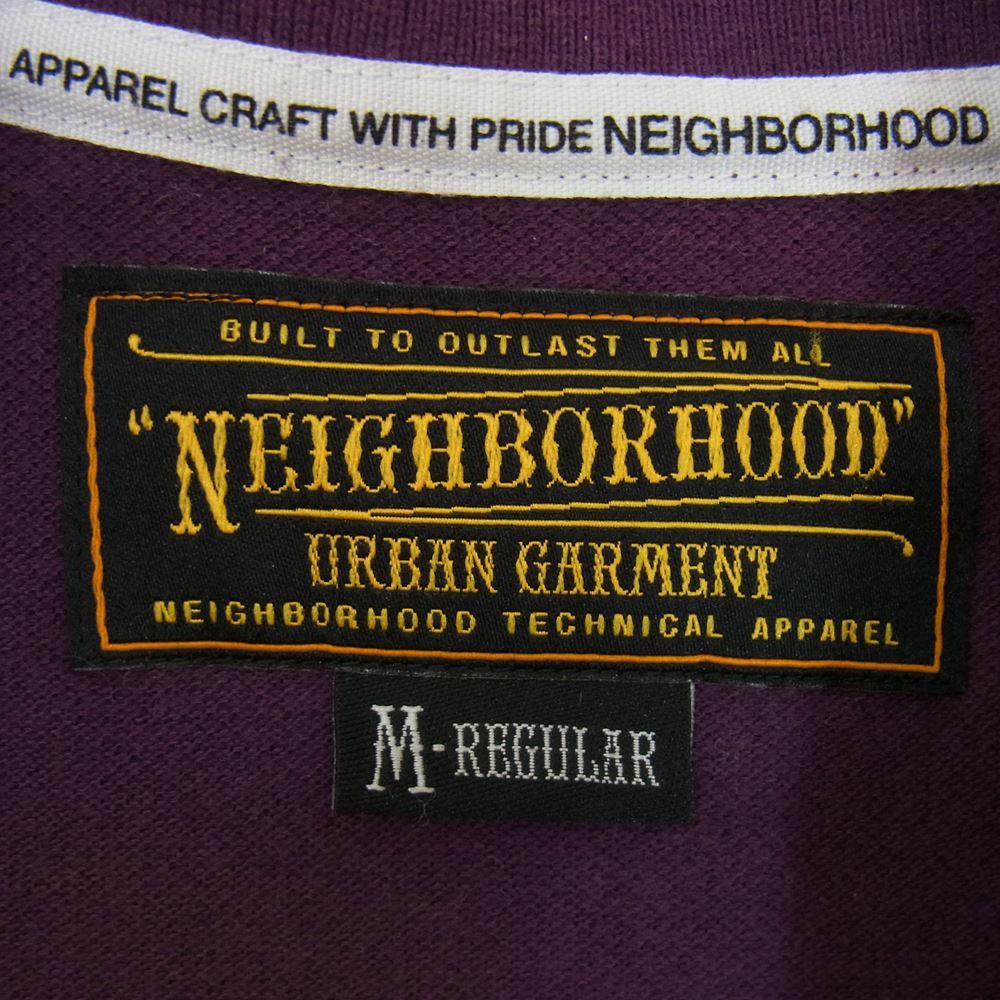 APPAREL CRAFT WITH PRIDE NEIGHBORHOOD
BUILT TO OUTLAST THEM ALL
"NEIGHBORHOOD"
URBAN GARMENT
NEIGHBORHOOD TECHNICAL APPAREL
M-REGULAR